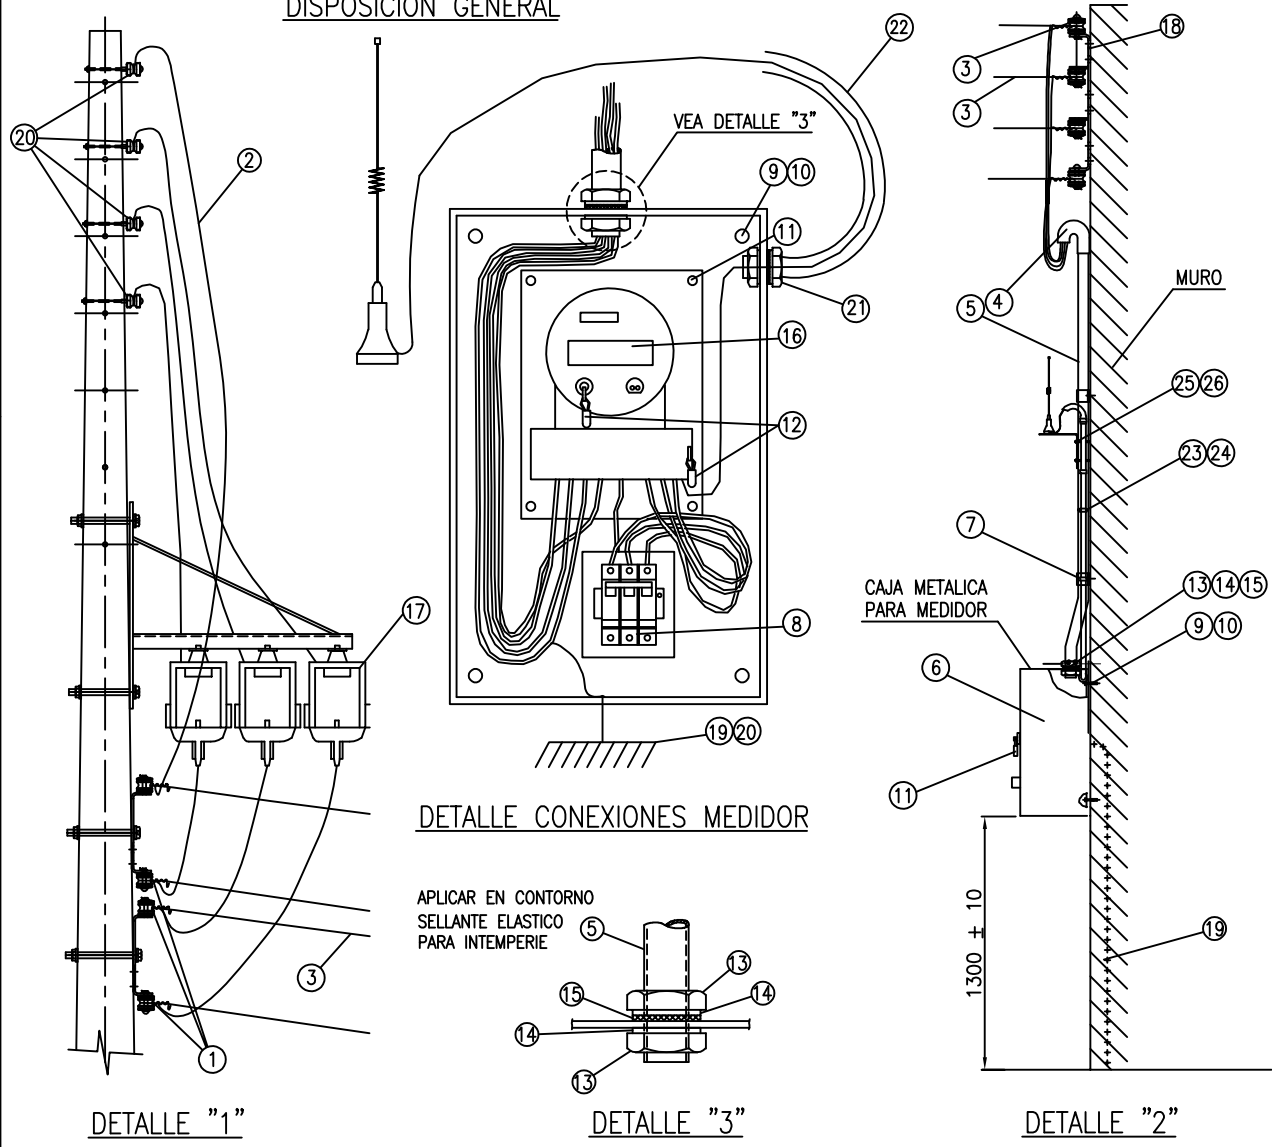 DISPOSICION GENERAL
22
18
3
3
20
2
VEA DETALLE "3"
9 10
11
21
16
12
8
19 20
5 4
MURO
25 26
23 24
7
CAJA METALICA
PARA MEDIDOR
13 14 15
9 10
6
11
17
DETALLE CONEXIONES MEDIDOR
APLICAR EN CONTORNO
SELLANTE ELASTICO
PARA INTEMPERIE
5
13
15
14
14
13
3
1
1300 ± 10
19
DETALLE "1"
DETALLE "3"
DETALLE "2"